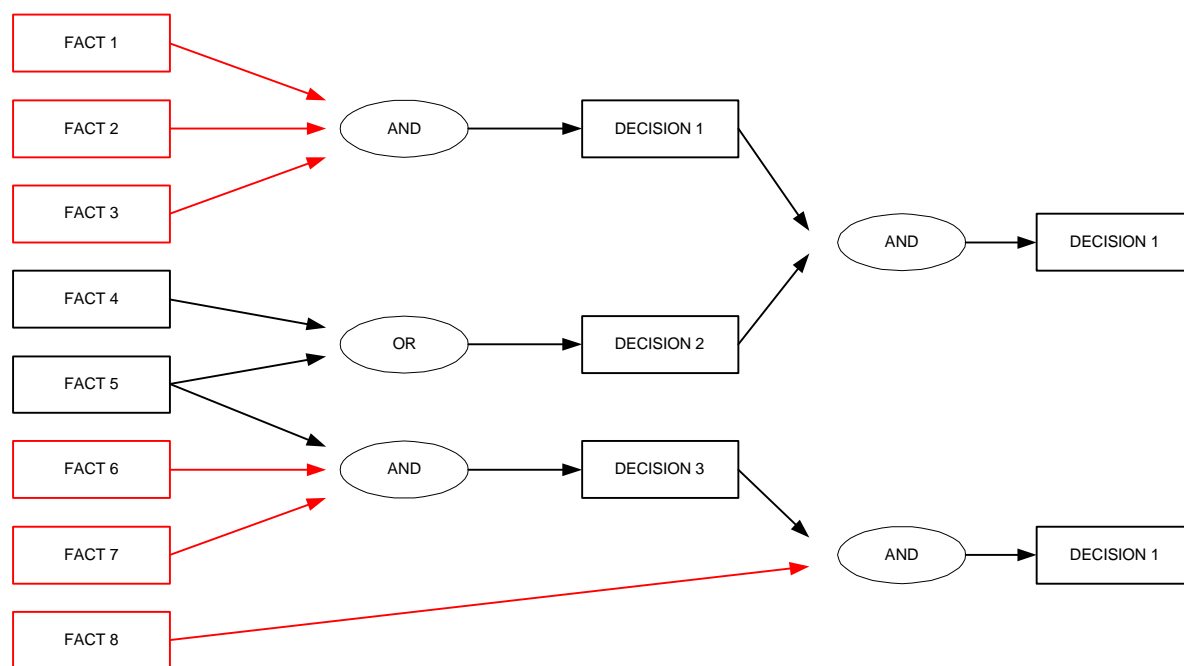 FACT 1
FACT 2
AND
DECISION 1
FACT 3
AND
DECISION 1
FACT 4
OR
DECISION 2
FACT 5
FACT 6
AND
DECISION 3
FACT 7
AND
DECISION 1
FACT 8